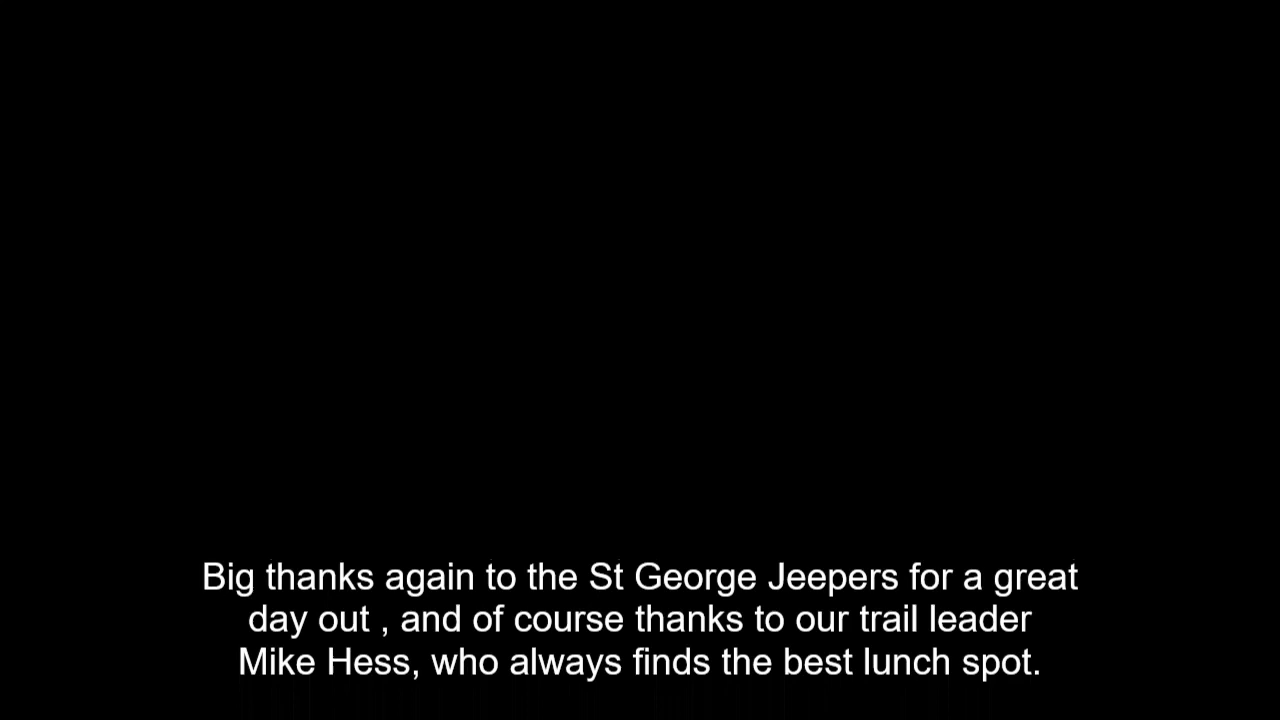 Big thanks again to the St George Jeepers for a great
day out , and of course thanks to our trail leader
Mike Hess, who always finds the best lunch spot.